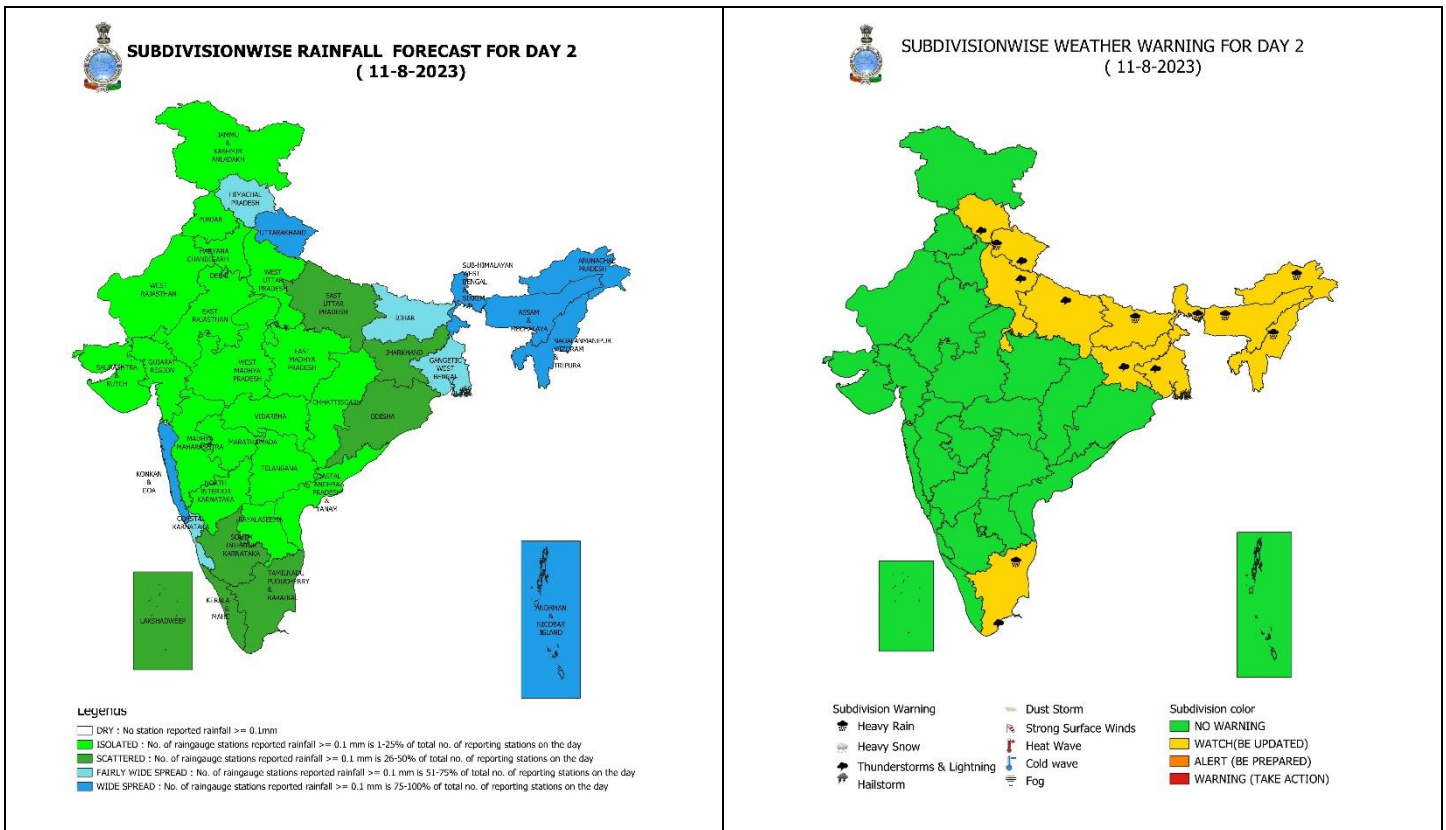 SUBDIVISIONWISE RAINFALL FORECAST FOR DAY 2
( 11-8-2023)
JAMMU
&
KASHMIR
ANLADAKH
HIMACHAL
PRADESH
PUNJAB
UTTARAKHAND
HARYANA
CHANDIGARH
&
DELHI
WEST
UTTAR
PRADESH
WEST
RAJASTHAN
EAST
RAJASTHAN
EAST
UTTAR
PRADESH
BIHAR
SUB-HIMALAYAN
WEST
BENGAL
&
SIKKIM
ARUNACHAL
PRADESH
ASSAM
&
MEGHALAYA
NAGALANMANIPUR
MIZORAM
&
TRIPURA
JHARKHAND
GANGETIC
WEST
BENGAL
SAURASHTRA
&
KUTCH
GUJARAT
REGION
WEST
MADHYA
PRADESH
EAST
MADHYA
PRADESH
CHHATTISGARH
ODISHA
VIDARBHA
MADHYA
MAHARASHTRA
MARATHAWADA
KONKAN
&
GOA
TELANGANA
NORTH
INTERIOR
KARNATAKA
COASTAL
ANDHRA
PRADESH
&
YANAM
COASTAL
KARNATAKA
RAYALASEEMA
SOUTH
INTERIOR
KARNATAKA
TAMILNADU
PUDUCHERRY
&
KARAIKAL
KERALA
&
MAHE
LAKSHADWEEP
ANDAMAN
&
NICOBAR
ISLAND
Legends
DRY : No station reported rainfall >= 0.1mm
ISOLATED : No. of raingauge stations reported rainfall >= 0.1 mm is 1-25% of total no. of reporting stations on the day
SCATTERED : No. of raingauge stations reported rainfall >= 0.1 mm is 26-50% of total no. of reporting stations on the day
FAIRLY WIDE SPREAD : No. of raingauge stations reported rainfall >= 0.1 mm is 51-75% of total no. of reporting stations on the day
WIDE SPREAD : No. of raingauge stations reported rainfall >= 0.1 mm is 75-100% of total no. of reporting stations on the day
SUBDIVISIONWISE WEATHER WARNING FOR DAY 2
( 11-8-2023)
Subdivision Warning
Heavy Rain
Heavy Snow
Thunderstorms & Lightning
Hailstorm
Dust Storm
Strong Surface Winds
Heat Wave
Cold wave
Fog
Subdivision color
NO WARNING
WATCH(BE UPDATED)
ALERT (BE PREPARED)
WARNING (TAKE ACTION)